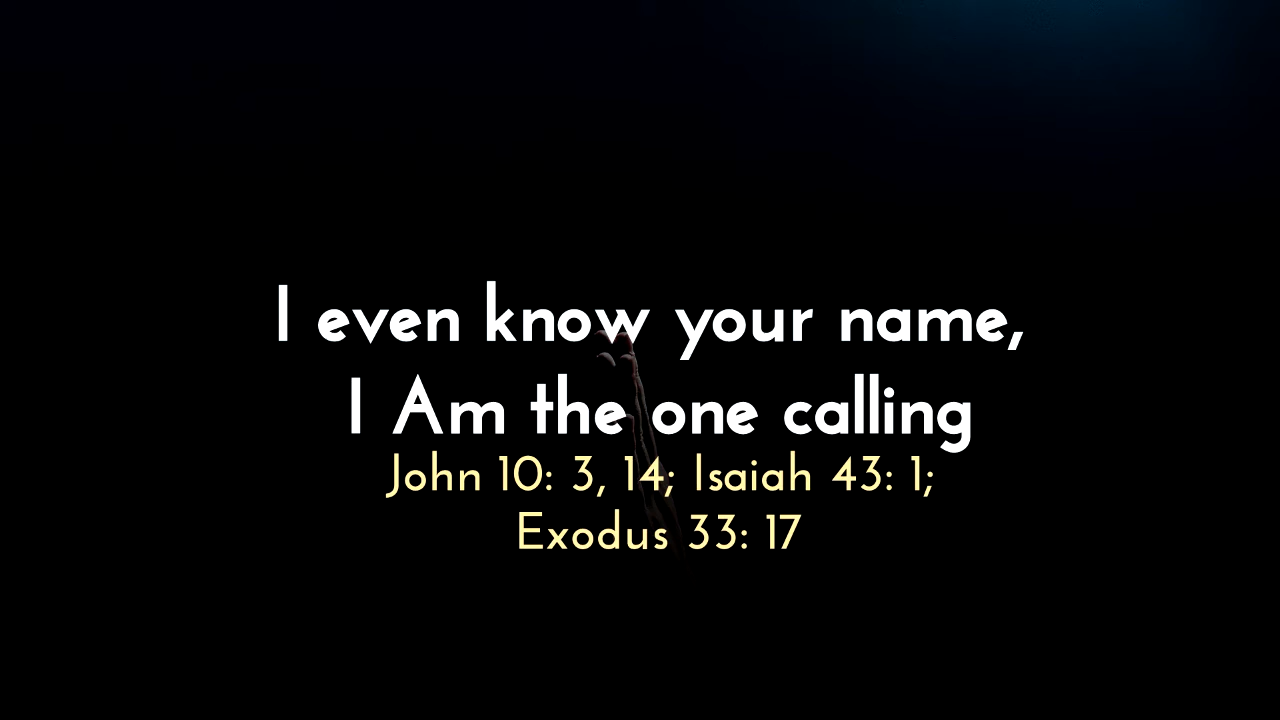 I even know your name,
I Am the one calling
John 10: 3, 14; Isaiah 43: 1;
Exodus 33: 17